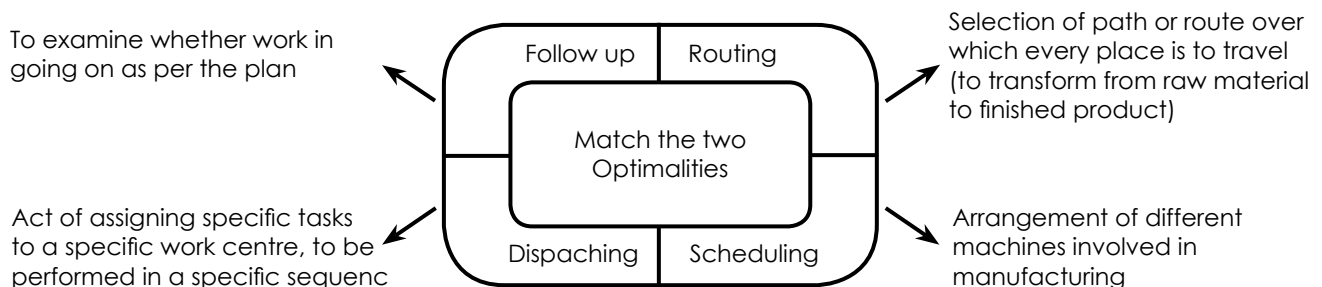 To examine whether work in
going on as per the plan
Follow up
Routing
Selection of path or route over
which every place is to travel
(to transform from raw material
to finished product)
Match the two
Optimalities
Act of assigning specific tasks
to a specific work centre, to be
performed in a specific sequenc
Dispaching
Scheduling
Arrangement of different
machines involved in
manufacturing